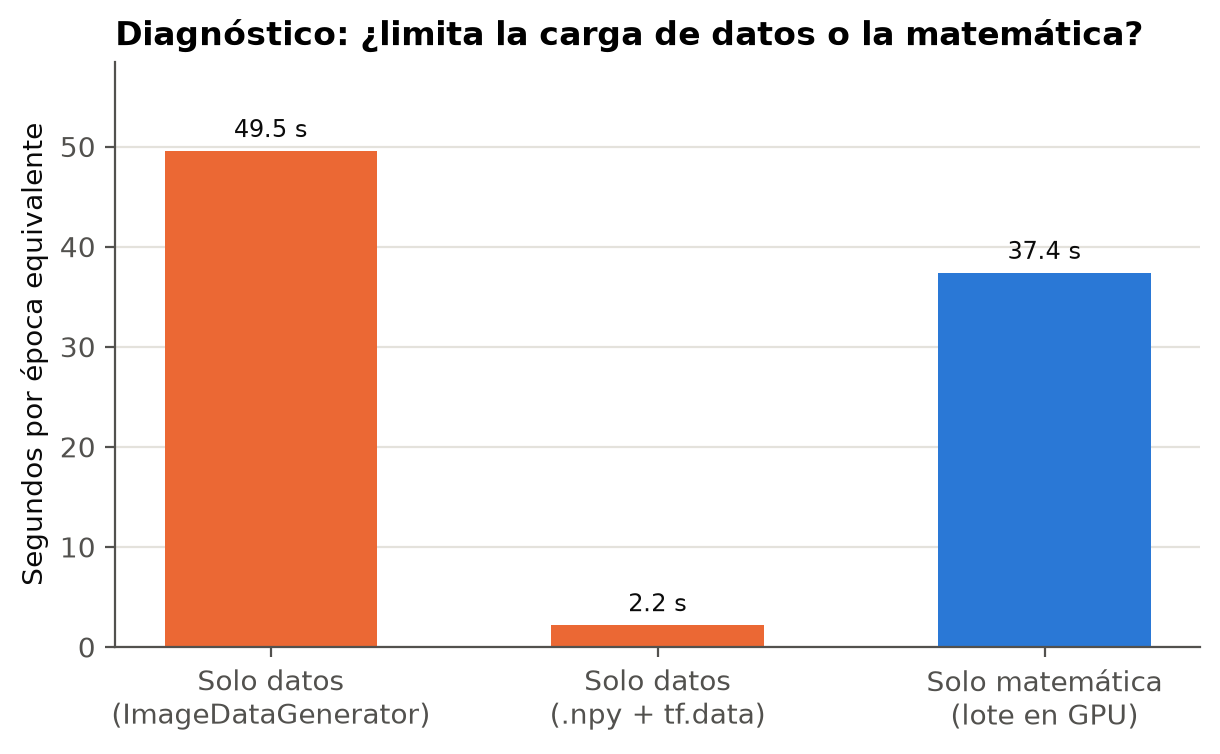 Diagnóstico: ¿limita la carga de datos o la matemática?
Segundos por época equivalente
50
40
30
20
10
0
49.5 s
2.2 s
37.4 s
Solo datos
(ImageDataGenerator)
Solo datos
(.npy + tf.data)
Solo matemática
(lote en GPU)